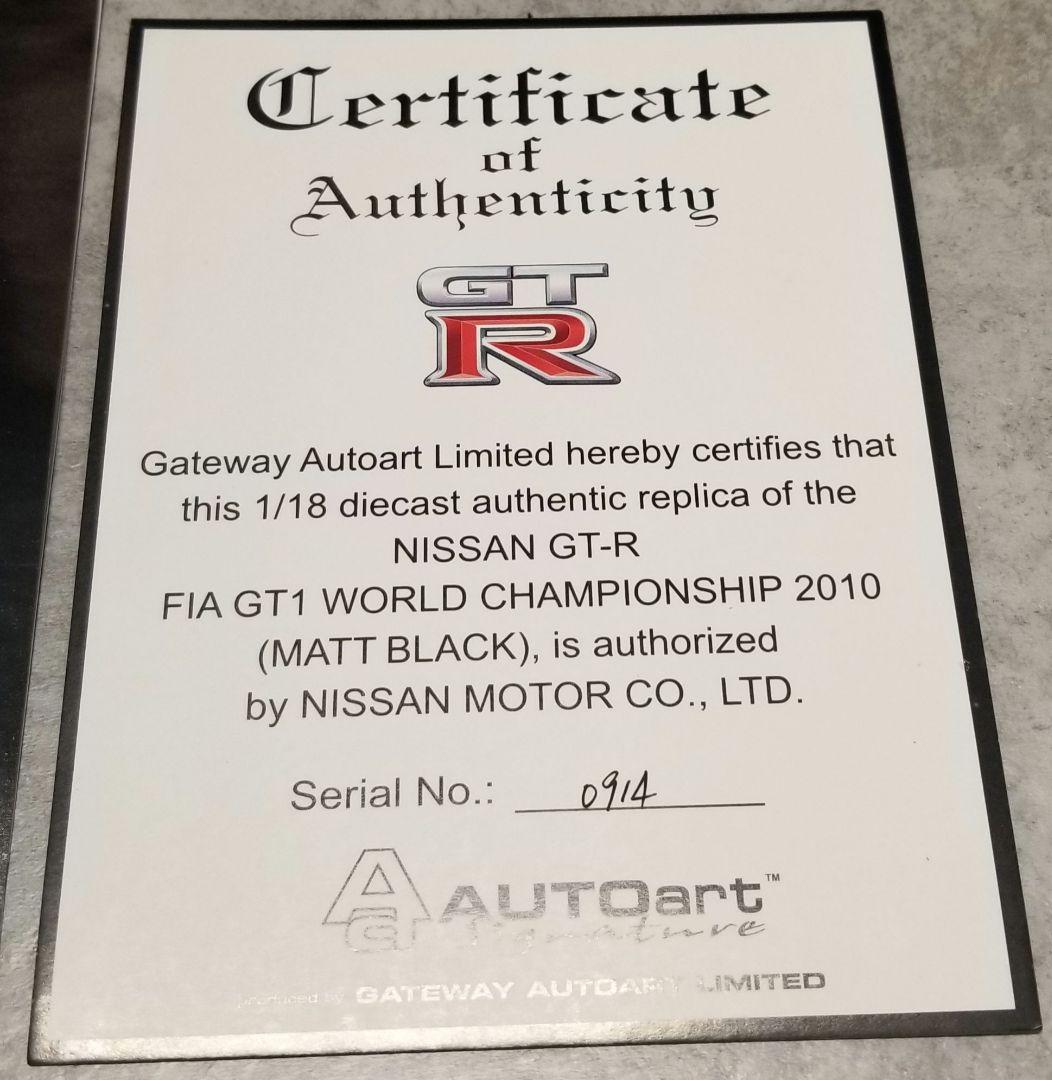 Certificate
of
Authenticity
GT
R
Gateway Autoart Limited hereby certifies that
this 1/18 diecast authentic replica of the
NISSAN GT-R
FIA GT1 WORLD CHAMPIONSHIP 2010
(MATT BLACK), is authorized
by NISSAN MOTOR CO., LTD.
Serial No.: 0914
AUTOart™
Signature
produced by GATEWAY AUTOART LIMITED